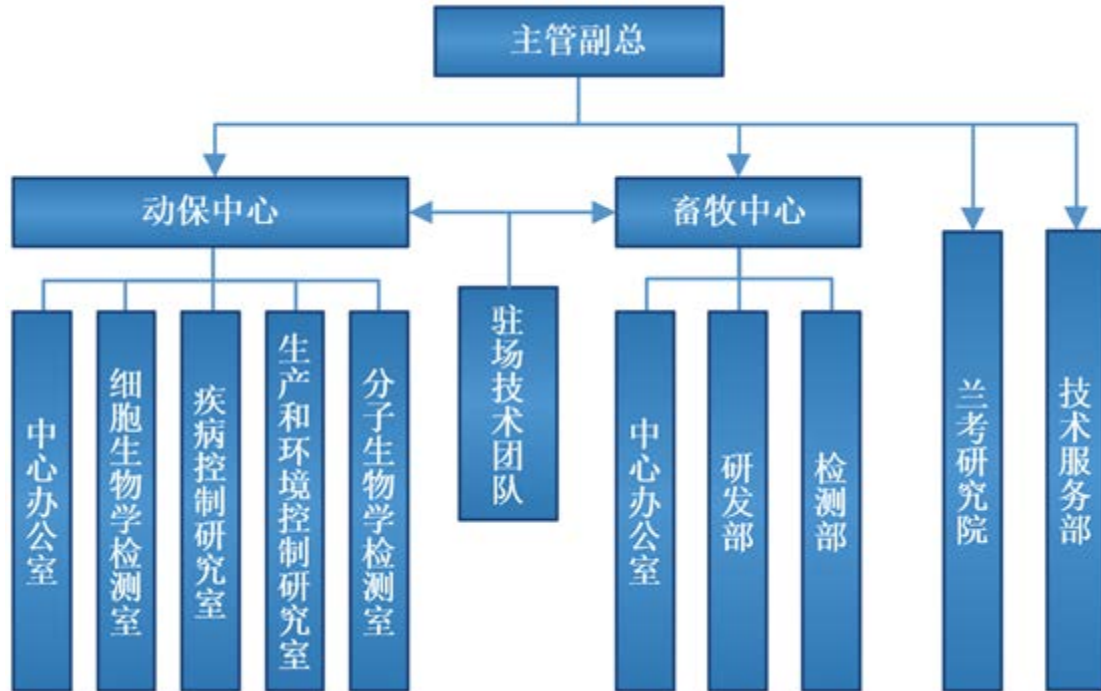 主管副总
动保中心
畜牧中心
中心办公室
细胞生物学检测室
疾病控制研究室
生产和环境控制研究室
分子生物学检测室
驻场技术团队
中心办公室
研发部
检测部
兰考研究院
技术服务部